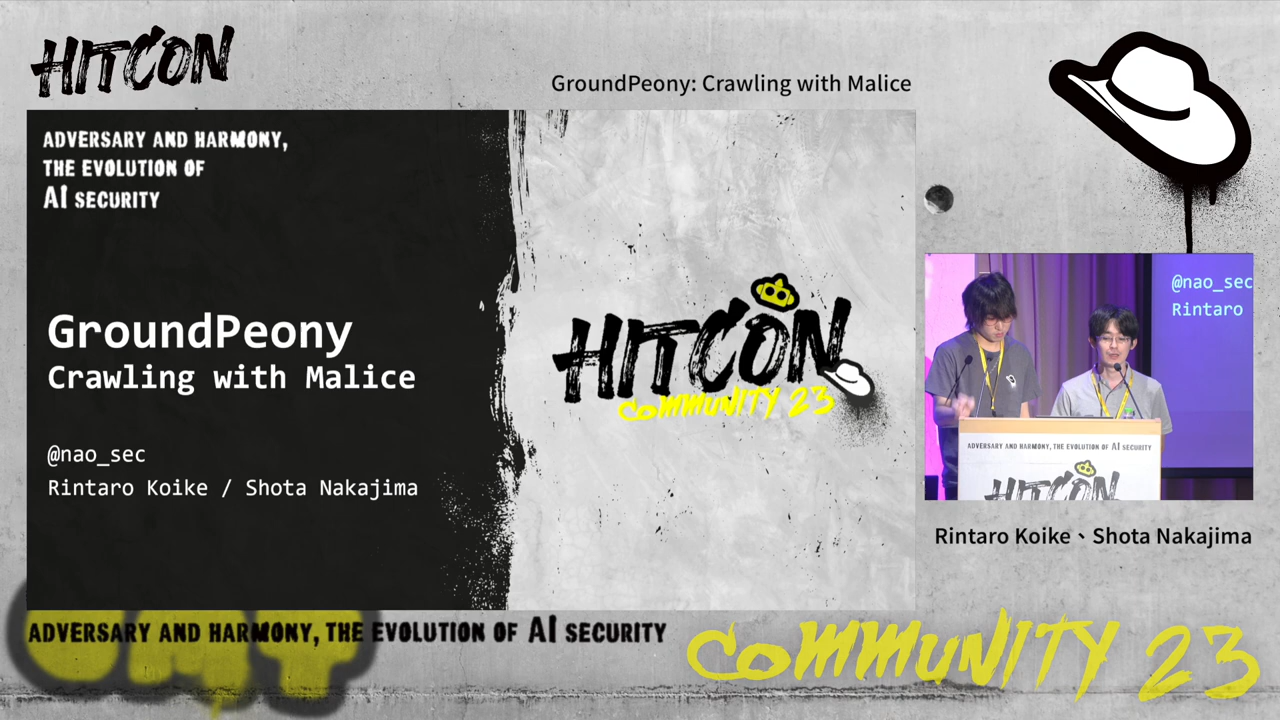 HITCON
GroundPeony: Crawling with Malice
ADVERSARY AND HARMONY,
THE EVOLUTION OF
AI SECURITY
GroundPeony
Crawling with Malice
@nao_sec
Rintaro Koike / Shota Nakajima
HITCON
COMMUNITY 23
@nao_sec
Rintaro
ADVERSARY AND HARMONY, THE EVOLUTION OF AI SECURITY
HITCON
Rintaro Koike、Shota Nakajima
ADVERSARY AND HARMONY, THE EVOLUTION OF AI SECURITY
COMMUNITY 23